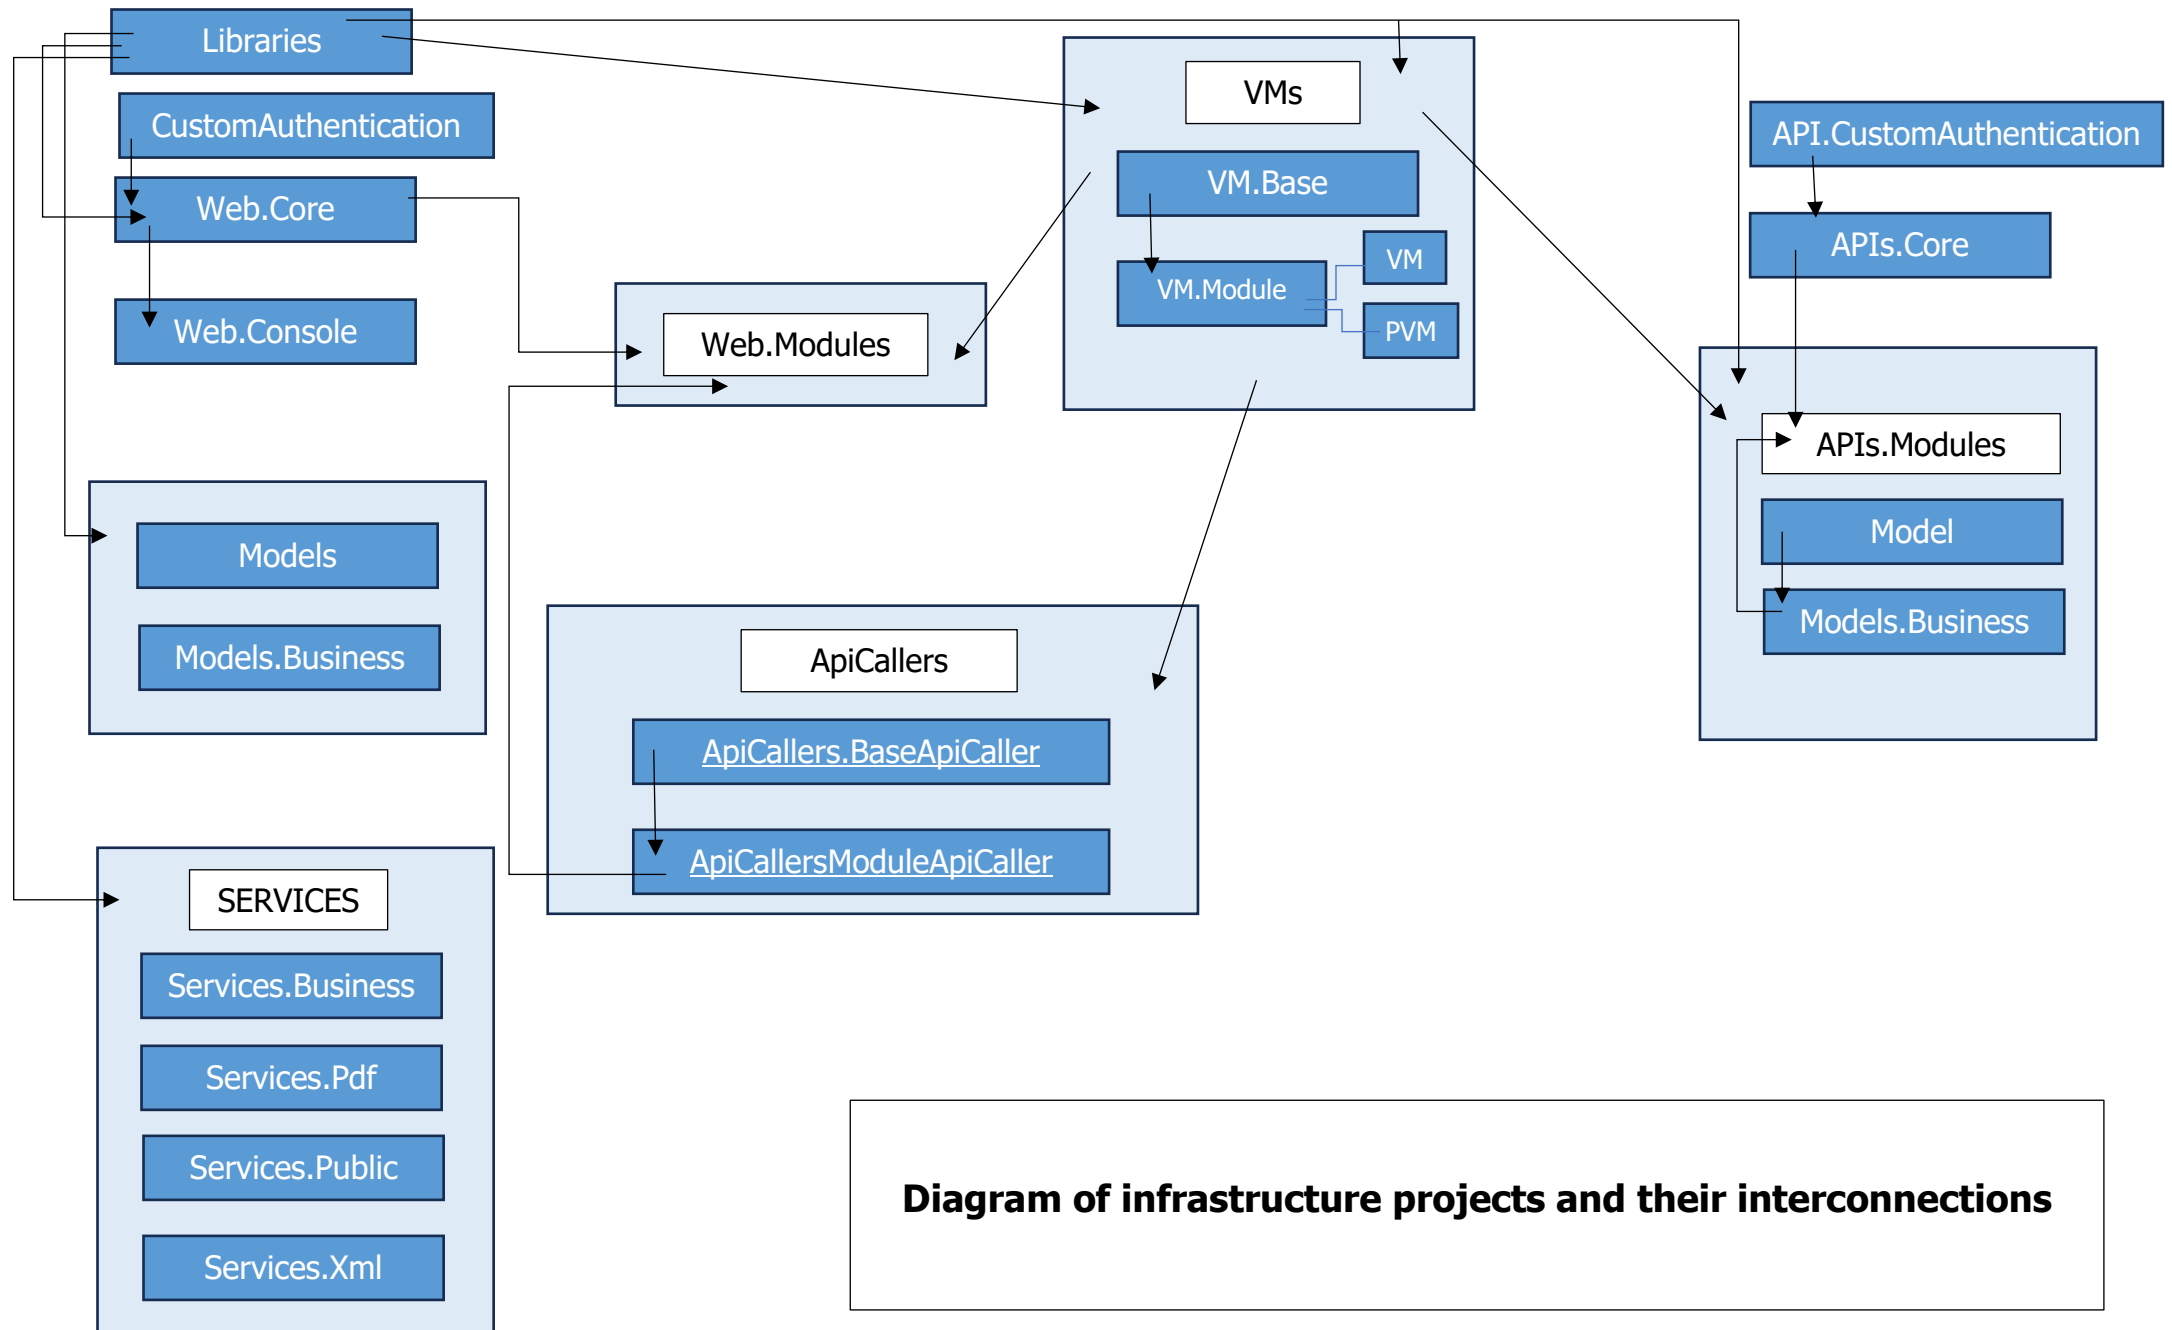 Libraries
CustomAuthentication
Web.Core
Web.Console
Models
Models.Business
SERVICES
Services.Business
Services.Pdf
Services.Public
Services.Xml
Web.Modules
ApiCallers
ApiCallers.BaseApiCaller
ApiCallersModuleApiCaller
VMs
VM.Base
VM.Module
VM
PVM
API.CustomAuthentication
APIs.Core
APIs.Modules
Model
Models.Business
Diagram of infrastructure projects and their interconnections